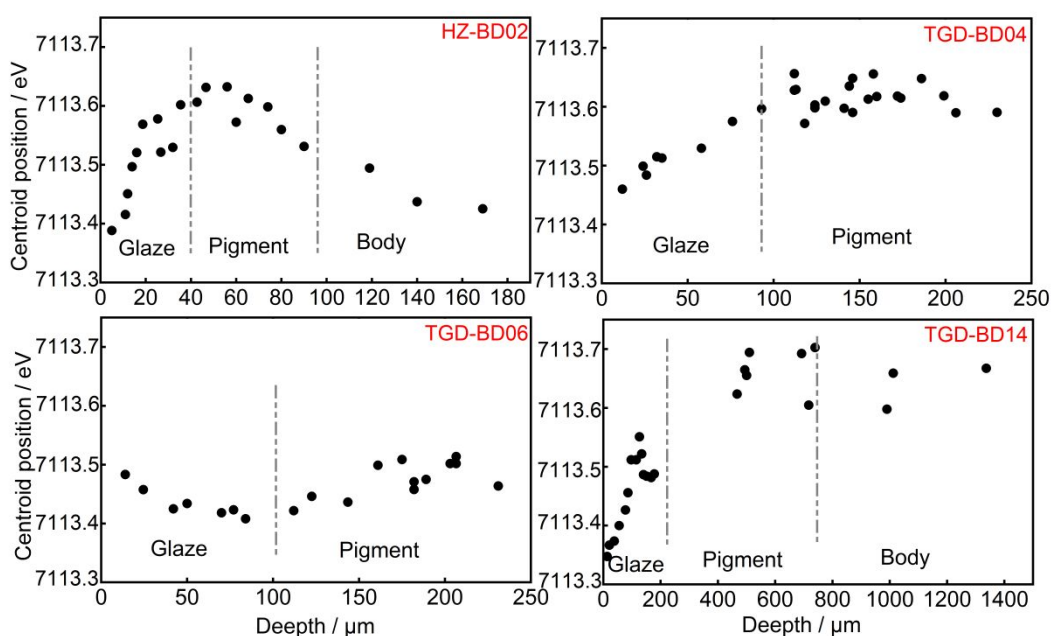 HZ-BD02
Centroid position / eV
7113.7
7113.6
7113.5
7113.4
7113.3
Glaze Pigment Body
0 20 40 60 80 100 120 140 160 180
TGD-BD04
7113.7
7113.6
7113.5
7113.4
7113.3
Glaze Pigment
0 50 100 150 200 250
TGD-BD06
Centroid position / eV
7113.7
7113.6
7113.5
7113.4
7113.3
Glaze Pigment
0 50 100 150 200 250
Deepth / μm
TGD-BD14
7113.7
7113.6
7113.5
7113.4
7113.3
Glaze Pigment Body
0 200 400 600 800 1000 1200 1400
Deepth / μm